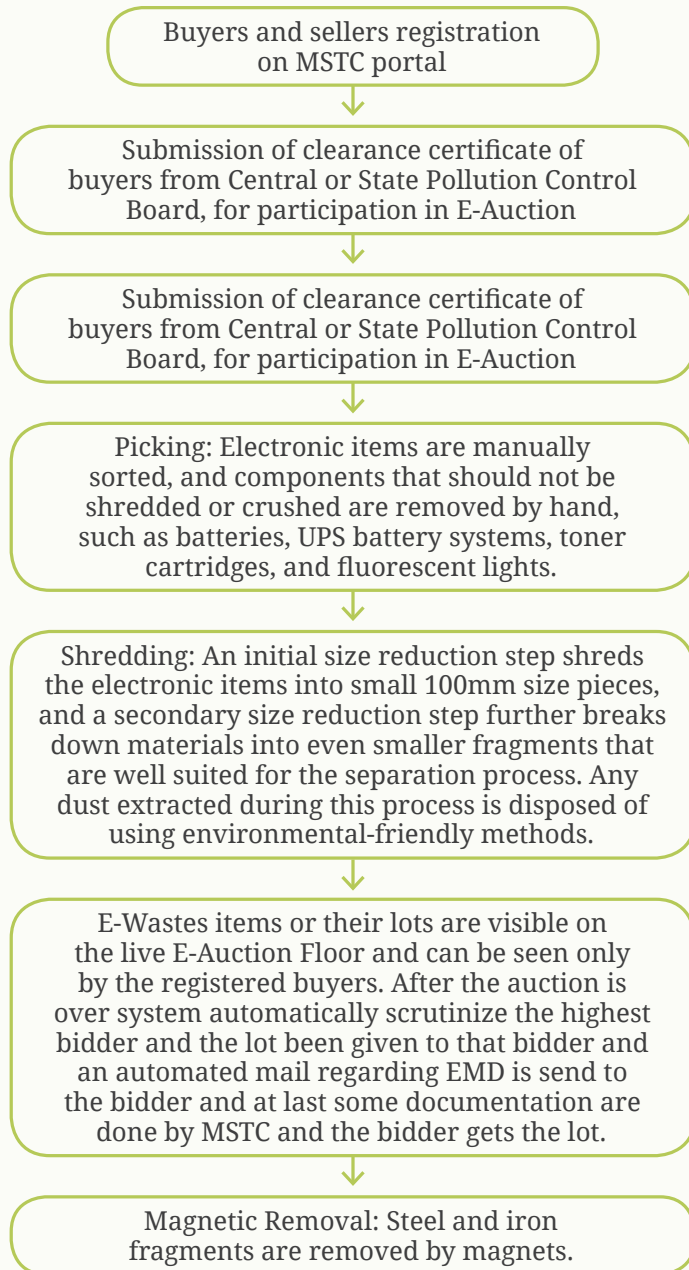 Buyers and sellers registration
on MSTC portal
Submission of clearance certificate of
buyers from Central or State Pollution Control
Board, for participation in E-Auction
Submission of clearance certificate of
buyers from Central or State Pollution Control
Board, for participation in E-Auction
Picking: Electronic items are manually
sorted, and components that should not be
shredded or crushed are removed by hand,
such as batteries, UPS battery systems, toner
cartridges, and fluorescent lights.
Shredding: An initial size reduction step shreds
the electronic items into small 100mm size pieces,
and a secondary size reduction step further breaks
down materials into even smaller fragments that
are well suited for the separation process. Any
dust extracted during this process is disposed of
using environmental-friendly methods.
E-Wastes items or their lots are visible on
the live E-Auction Floor and can be seen only
by the registered buyers. After the auction is
over system automatically scrutinize the highest
bidder and the lot been given to that bidder and
an automated mail regarding EMD is send to
the bidder and at last some documentation are
done by MSTC and the bidder gets the lot.
Magnetic Removal: Steel and iron
fragments are removed by magnets.